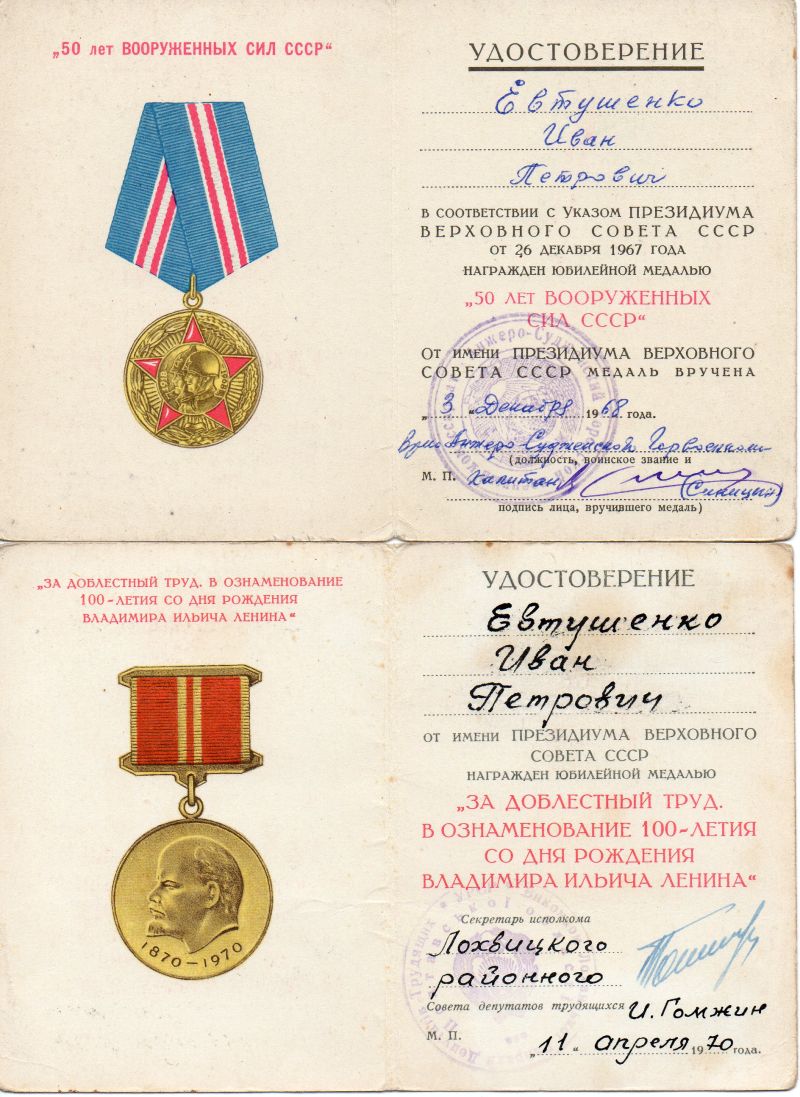 „50 лет ВООРУЖЕННЫХ СИЛ СССР“
УДОСТОВЕРЕНИЕ
Евтушенко
Иван
Петрович
В СООТВЕТСТВИИ С УКАЗОМ ПРЕЗИДИУМА
ВЕРХОВНОГО СОВЕТА СССР
ОТ 26 ДЕКАБРЯ 1967 ГОДА
НАГРАЖДЕН ЮБИЛЕЙНОЙ МЕДАЛЬЮ
„50 ЛЕТ ВООРУЖЕННЫХ
СИЛ СССР“
ОТ ИМЕНИ ПРЕЗИДИУМА ВЕРХОВНОГО
СОВЕТА СССР МЕДАЛЬ ВРУЧЕНА
„3“ Декабря 1968 года.
Врио Анжеро-Судженской Горвоенком
(должность, воинское звание и
М. П. Капитан (Синицын)
подпись лица, вручившего медаль)
„ЗА ДОБЛЕСТНЫЙ ТРУД. В ОЗНАМЕНОВАНИЕ
100-ЛЕТИЯ СО ДНЯ РОЖДЕНИЯ
ВЛАДИМИРА ИЛЬИЧА ЛЕНИНА“
1870–1970
УДОСТОВЕРЕНИЕ
Евтушенко
Иван
Петрович
ОТ ИМЕНИ ПРЕЗИДИУМА ВЕРХОВНОГО
СОВЕТА СССР
НАГРАЖДЕН ЮБИЛЕЙНОЙ МЕДАЛЬЮ
„ЗА ДОБЛЕСТНЫЙ ТРУД.
В ОЗНАМЕНОВАНИЕ 100-ЛЕТИЯ
СО ДНЯ РОЖДЕНИЯ
ВЛАДИМИРА ИЛЬИЧА ЛЕНИНА“
Секретарь исполкома
Лохвицкого
районного
Совета депутатов трудящихся И. Гомжин
М. П.
„11“ апреля 1970 года.